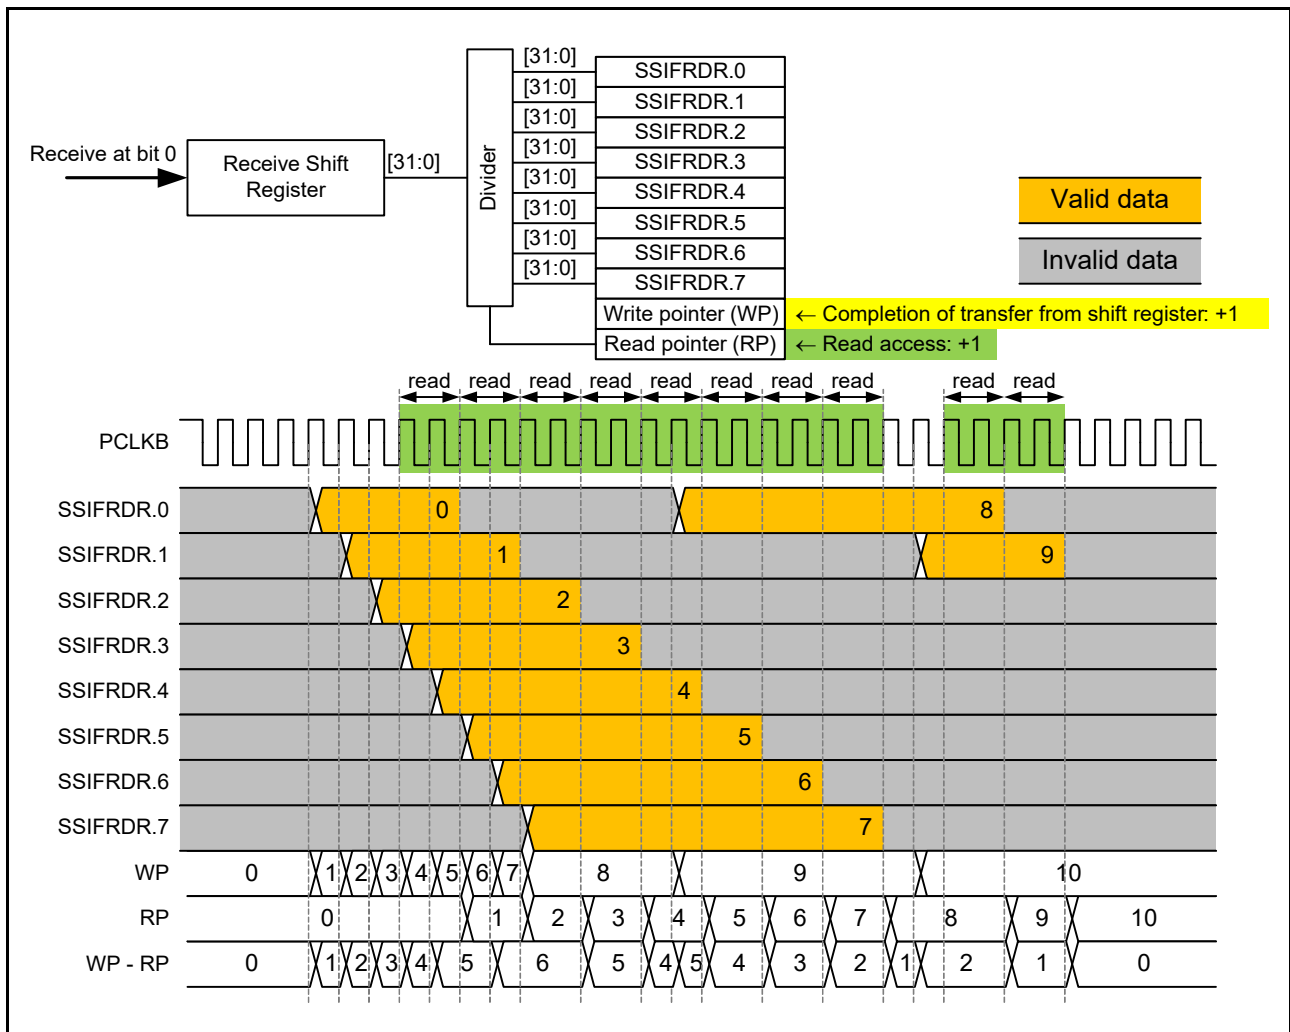 [31:0]
SSIFRDR.0
[31:0]
SSIFRDR.1
[31:0]
SSIFRDR.2
[31:0]
SSIFRDR.3
[31:0]
SSIFRDR.4
[31:0]
SSIFRDR.5
[31:0]
SSIFRDR.6
[31:0]
SSIFRDR.7
Receive at bit 0
Receive Shift
Register
[31:0]
Divider
Valid data
Invalid data
Write pointer (WP) ← Completion of transfer from shift register: +1
Read pointer (RP) ← Read access: +1
read read read read read read read read read read
PCLKB
SSIFRDR.0 0 8
SSIFRDR.1 1 9
SSIFRDR.2 2
SSIFRDR.3 3
SSIFRDR.4 4
SSIFRDR.5 5
SSIFRDR.6 6
SSIFRDR.7 7
WP 0 1 2 3 4 5 6 7 8 9 10
RP 0 1 2 3 4 5 6 7 8 9 10
WP - RP 0 1 2 3 4 5 6 5 4 5 4 3 2 1 2 1 0